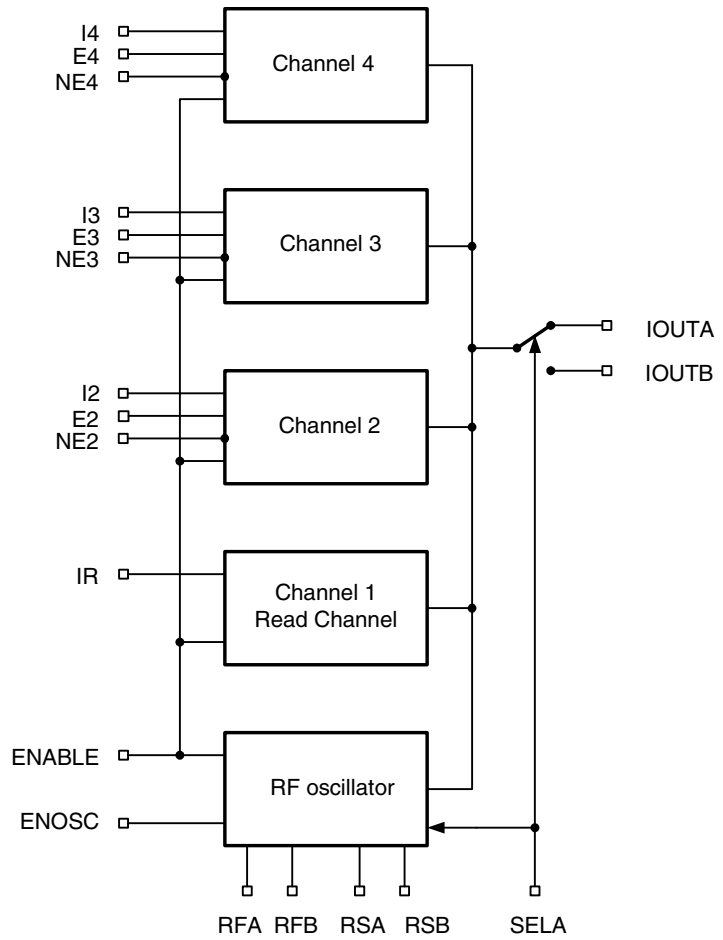 I4
E4
NE4
Channel 4
I3
E3
NE3
Channel 3
IOUTA
IOUTB
I2
E2
NE2
Channel 2
IR
Channel 1
Read Channel
ENABLE
RF oscillator
ENOSC
RFA RFB RSA RSB SELA